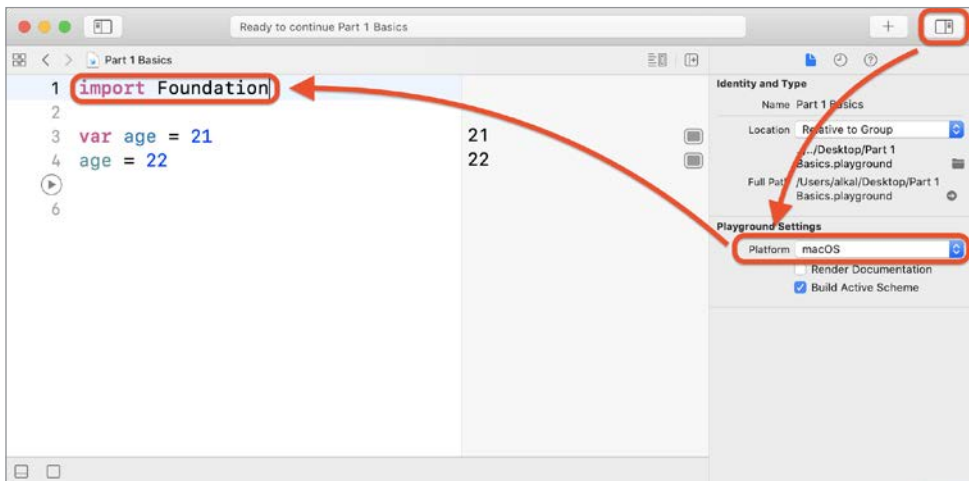 Ready to continue Part 1 Basics
Part 1 Basics
1 import Foundation
2
3 var age = 21
4 age = 22
6
21
22
Identity and Type
Name Part 1 Basics
Location Relative to Group
/Desktop/Part 1
Basics.playground
Full Path /Users/alkal/Desktop/Part 1
Basics.playground
Playground Settings
Platform macOS
Render Documentation
Build Active Scheme